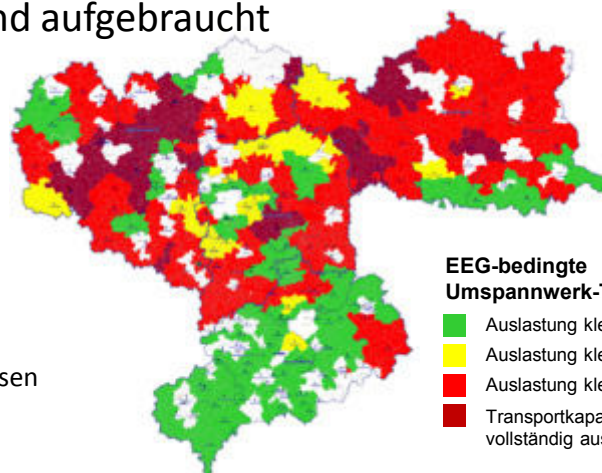 nd aufgebraucht
EEG-bedingte
Umspannwerk-T
Auslastung kle
Auslastung kle
Auslastung kle
Transportkapa
vollständig aus
sen